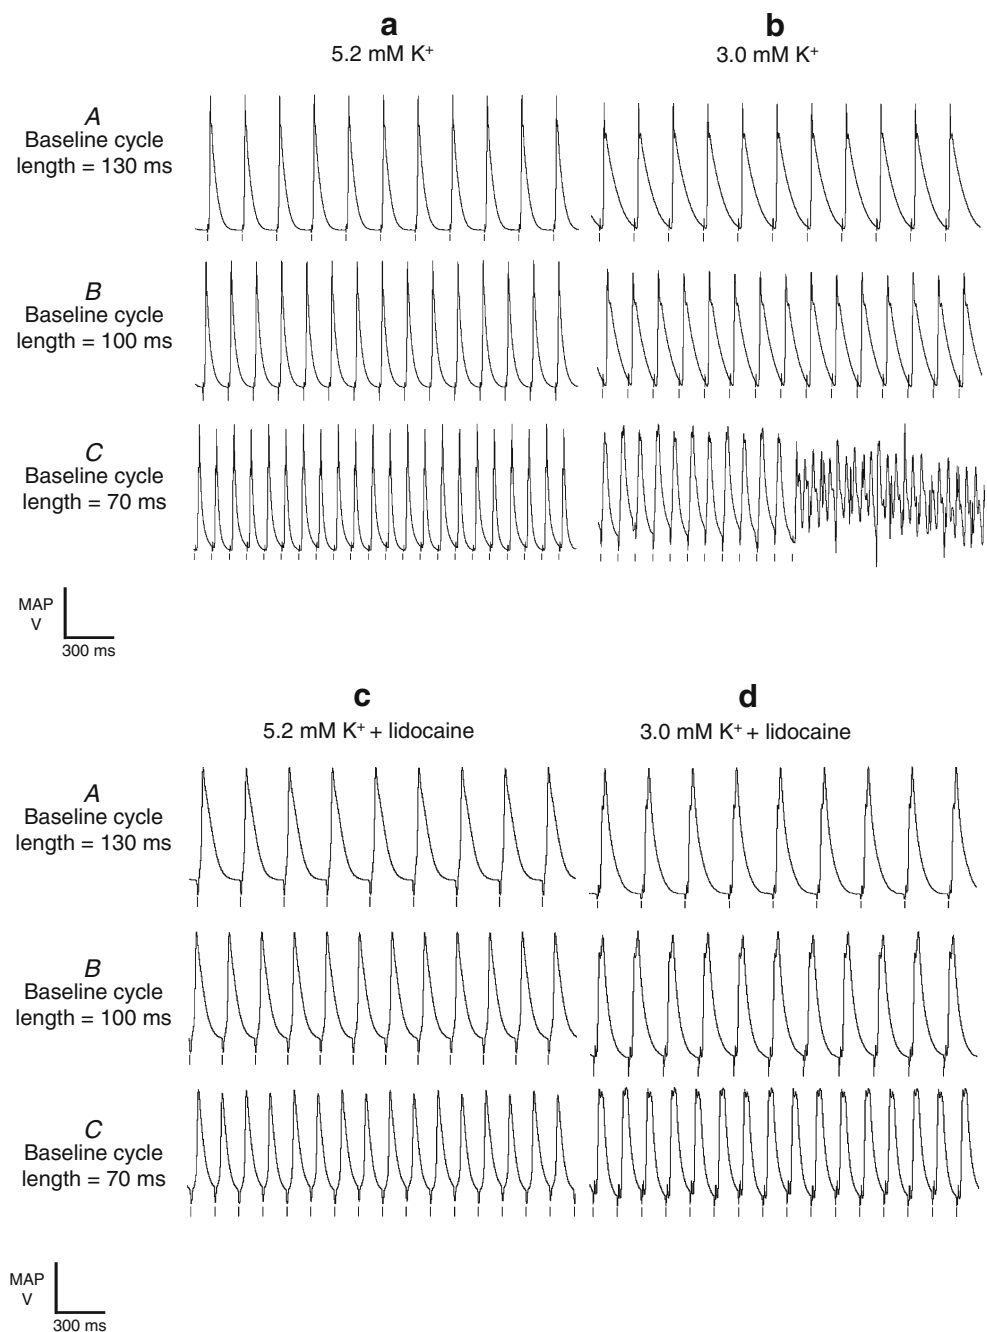 a
5.2 mM K⁺
b
3.0 mM K⁺
A
Baseline cycle
length = 130 ms
B
Baseline cycle
length = 100 ms
C
Baseline cycle
length = 70 ms
MAP
V
300 ms
c
5.2 mM K⁺ + lidocaine
d
3.0 mM K⁺ + lidocaine
A
Baseline cycle
length = 130 ms
B
Baseline cycle
length = 100 ms
C
Baseline cycle
length = 70 ms
MAP
V
300 ms